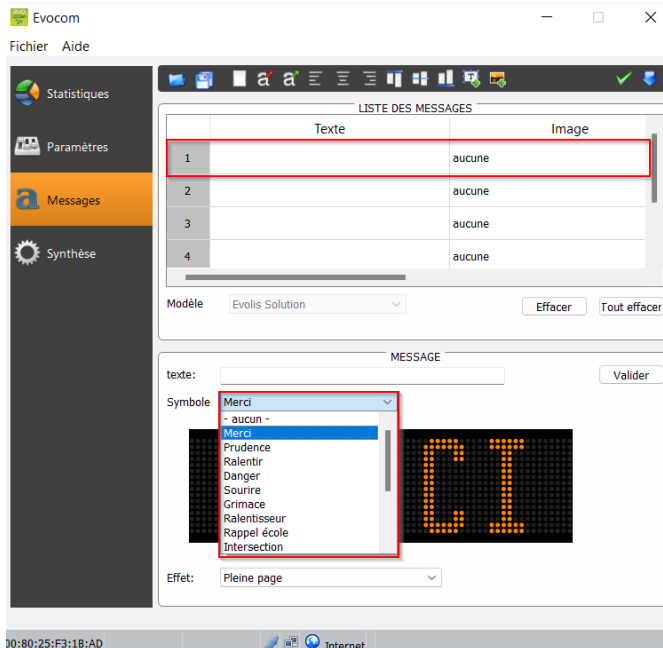 Evocom
Fichier Aide
Statistiques
Paramètres
Messages
Synthèse
LISTE DES MESSAGES
Texte Image
1 aucune
2 aucune
3 aucune
4 aucune
Modèle Evolis Solution Effacer Tout effacer
MESSAGE
texte: Valider
Symbole Merci
- aucun -
Merci
Prudence
Ralentir
Danger
Sourire
Grimace
Ralentisseur
Rappel école
Intersection
CI
Effet: Pleine page
00:80:25:F3:1B:AD Internet